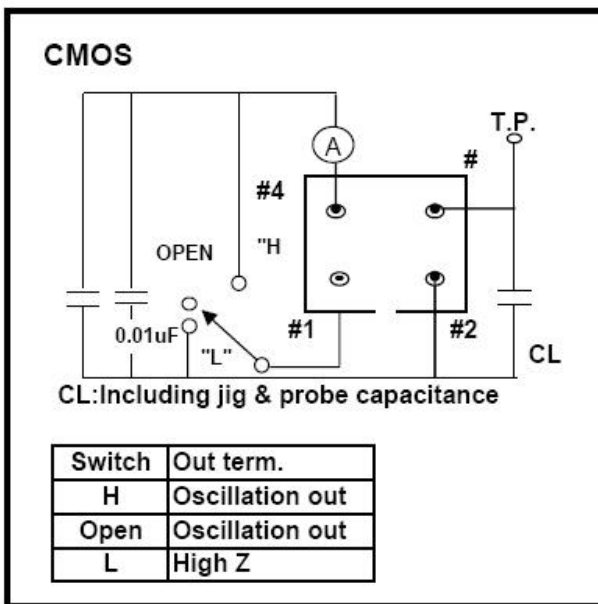 CMOS
T.P.
A
#
#4
OPEN
"H
0.01uF
"L"
#1
#2
CL
CL:Including jig & probe capacitance
Switch Out term.
H Oscillation out
Open Oscillation out
L High Z